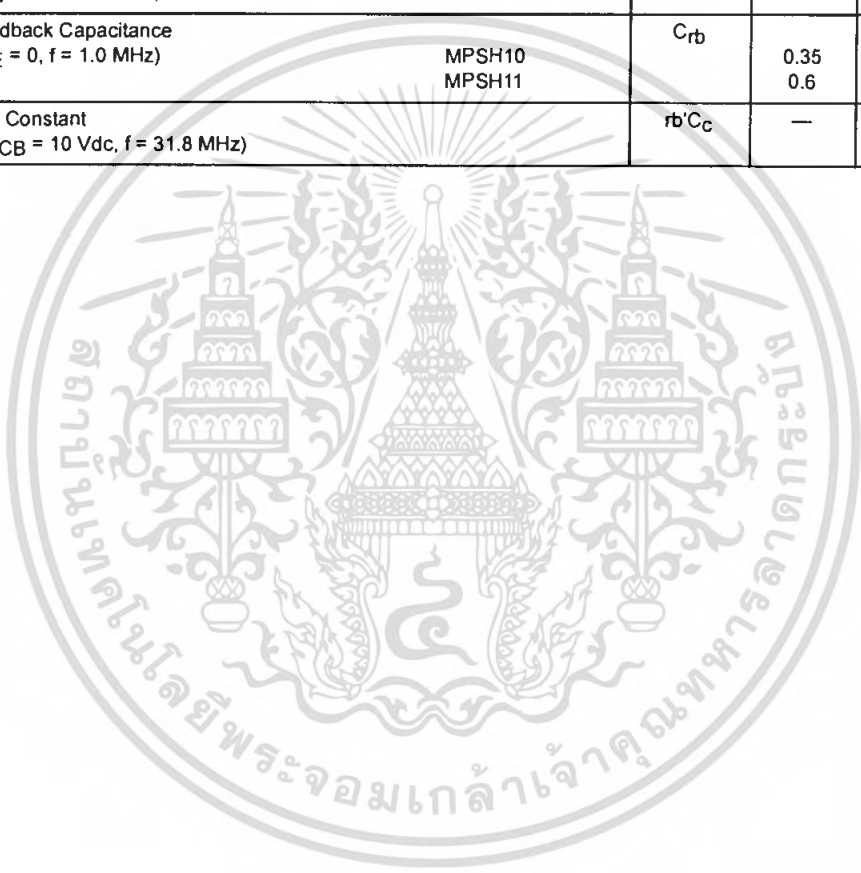 dback Capacitance
= 0, f = 1.0 MHz)
MPSH10
MPSH11
Crb
0.35
0.6
Constant
CB = 10 Vdc, f = 31.8 MHz)
rb'CC
—
สถาบันเทคโนโลยีพระจอมเกล้าเจ้าคุณทหารลาดกระบัง